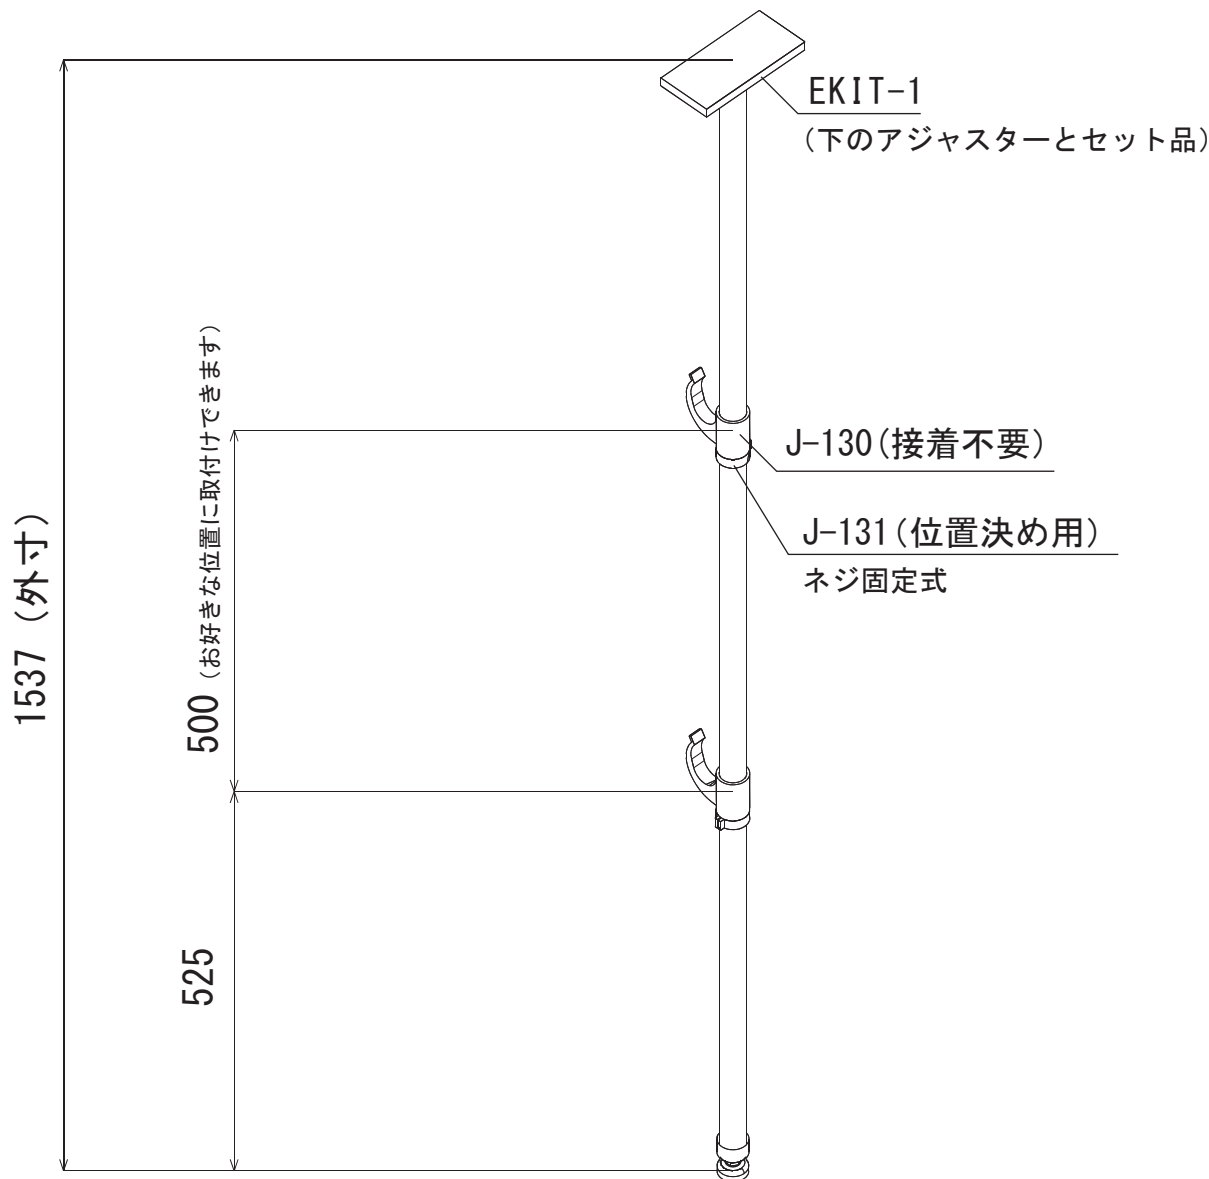 EKIT-1
(下のアジャスターとセット品)
J-130(接着不要)
J-131(位置決め用)
ネジ固定式
1537 (外寸)
500 (お好きな位置に取付けできます)
525